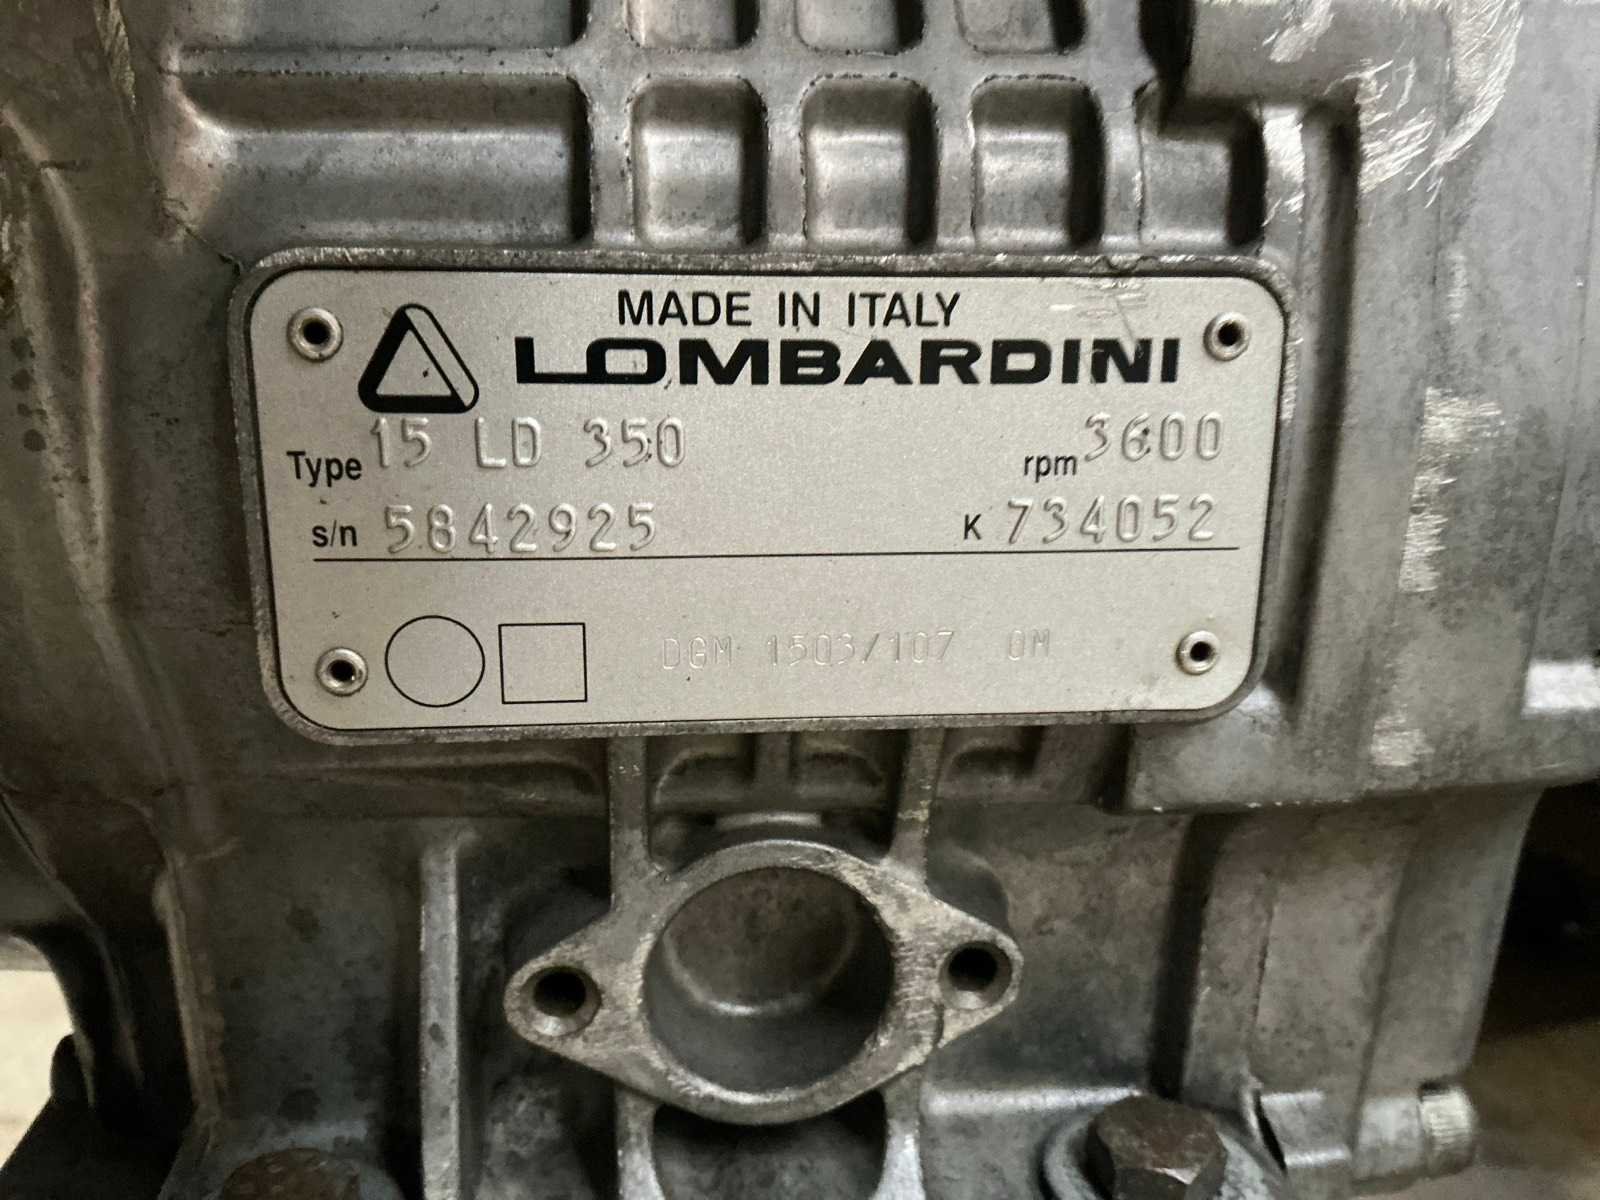 MADE IN ITALY
LOMBARDINI
Type 15 LD 350 rpm 3600
s/n 5842925 K 734052
DGM 1503/107 OM